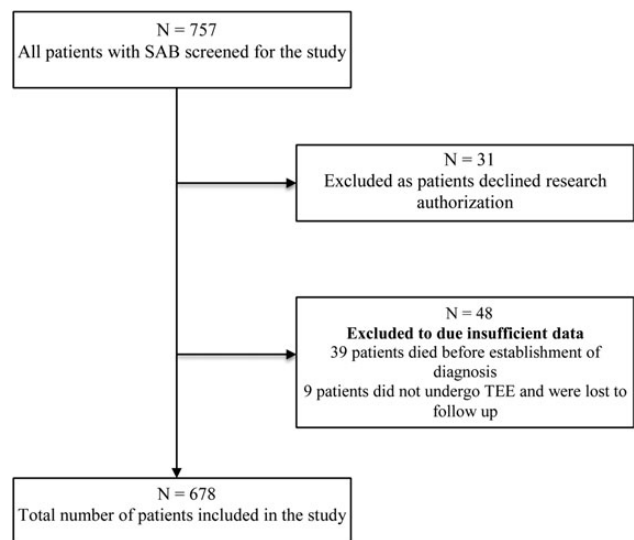 N = 757
All patients with SAB screened for the study
N = 31
Excluded as patients declined research
authorization
N = 48
Excluded to due insufficient data
39 patients died before establishment of
diagnosis
9 patients did not undergo TEE and were lost to
follow up
N = 678
Total number of patients included in the study